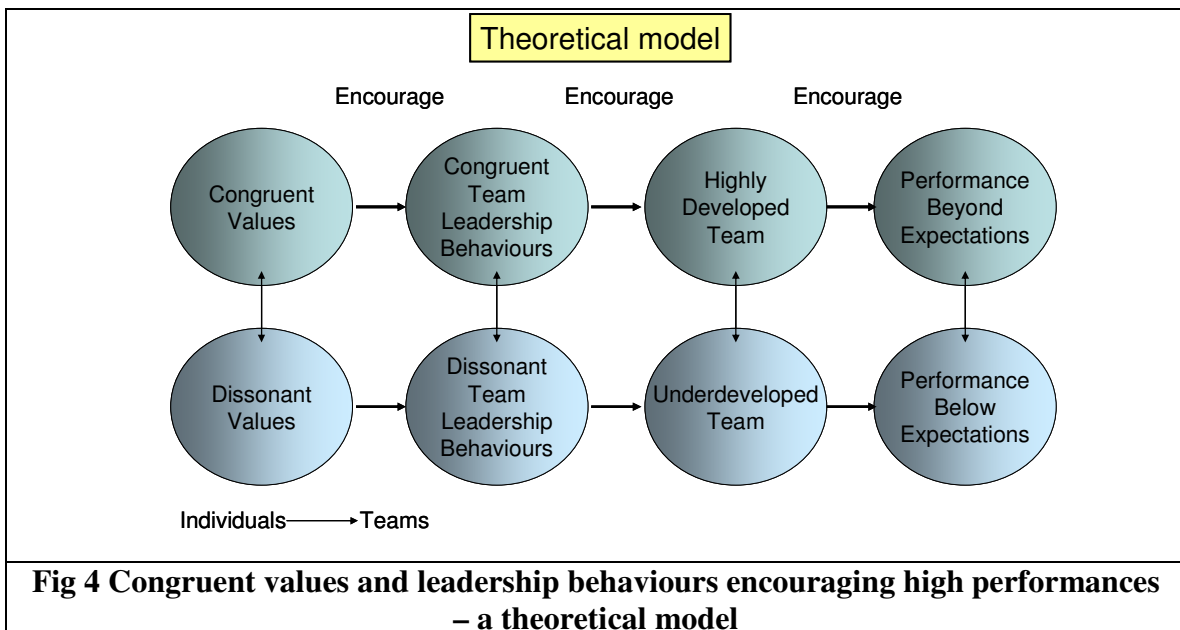 Theoretical model
Encourage Encourage Encourage
Congruent
Values
Congruent
Team
Leadership
Behaviours
Highly
Developed
Team
Performance
Beyond
Expectations
Dissonant
Values
Dissonant
Team
Leadership
Behaviours
Underdeveloped
Team
Performance
Below
Expectations
Individuals Teams
Fig 4 Congruent values and leadership behaviours encouraging high performances
– a theoretical model